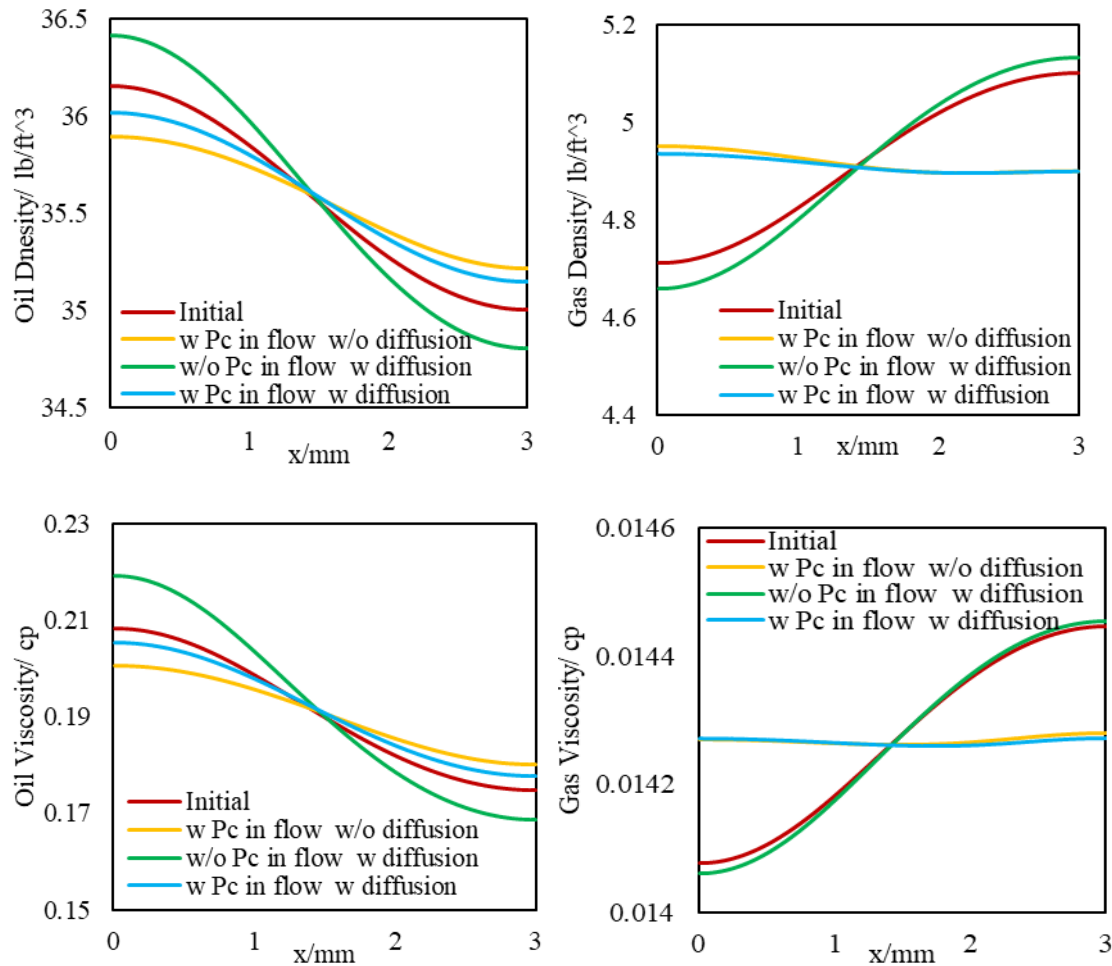 36.5
36
35.5
35
34.5
Oil Dnesity/ lb/ft^3
Initial
w Pc in flow w/o diffusion
w/o Pc in flow w diffusion
w Pc in flow w diffusion
0
1
2
3
x/mm
5.2
5
4.8
4.6
4.4
Gas Density/ lb/ft^3
Initial
w Pc in flow w/o diffusion
w/o Pc in flow w diffusion
w Pc in flow w diffusion
0
1
2
3
x/mm
0.23
0.21
0.19
0.17
0.15
Oil Viscosity/ cp
Initial
w Pc in flow w/o diffusion
w/o Pc in flow w diffusion
w Pc in flow w diffusion
0
1
2
3
x/mm
0.0146
0.0144
0.0142
0.014
Gas Viscosity/ cp
Initial
w Pc in flow w/o diffusion
w/o Pc in flow w diffusion
w Pc in flow w diffusion
0
1
2
3
x/mm